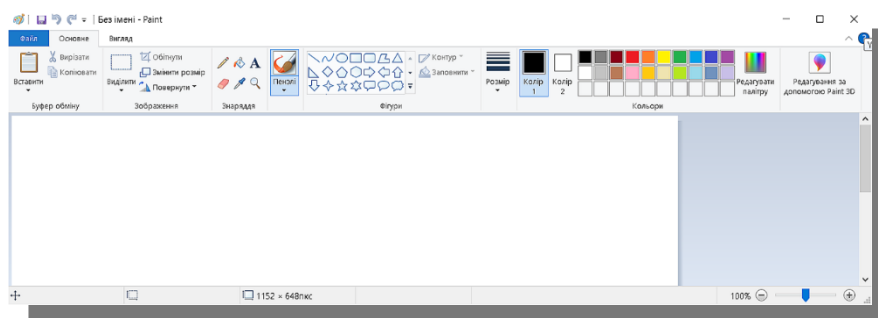 Без імені - Paint
Файл Основне Вигляд
Вставити
Вирізати
Копіювати
Буфер обміну
Виділити
Обітнути
Змінити розмір
Повернути
Зображення
A
Знаряддя
Пензлі
Контур
Заповнити
Фігури
Розмір
Колір
1
Колір
2
Редагувати
палітру
Кольори
Редагування за
допомогою Paint 3D
1152 × 648пкс
100%